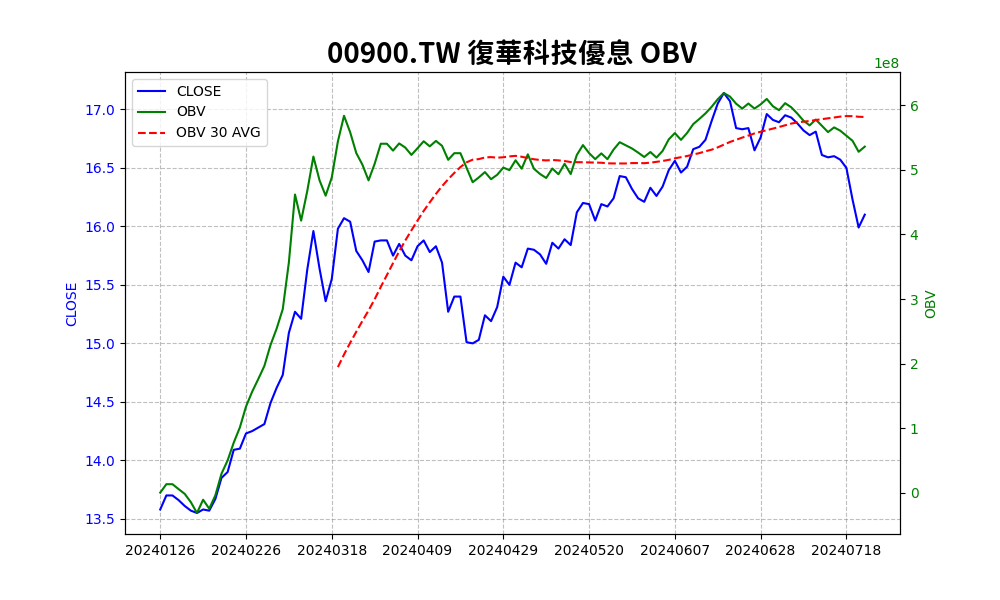 00900.TW 復華科技優息 OBV
1e8
CLOSE
OBV
OBV 30 AVG
17.0
16.5
16.0
15.5
15.0
14.5
14.0
13.5
CLOSE
6
5
4
3
2
1
0
OBV
20240126 20240226 20240318 20240409 20240429 20240520 20240607 20240628 20240718